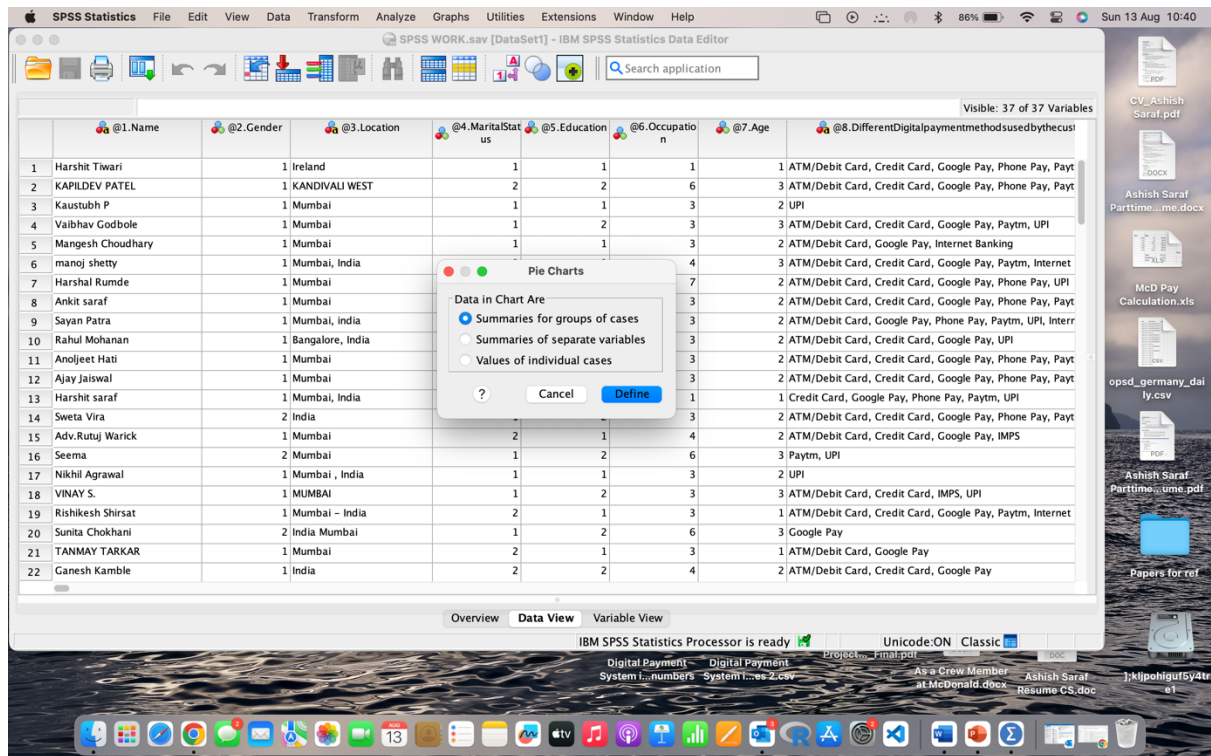 SPSS Statistics File Edit View Data Transform Analyze Graphs Utilities Extensions Window Help 86% Sun 13 Aug 10:40
SPSS WORK.sav [DataSet1] - IBM SPSS Statistics Data Editor
Search application
Visible: 37 of 37 Variables
@1.Name @2.Gender @3.Location @4.MaritalStat @5.Education @6.Occupatio @7.Age @8.DifferentDigitalpaymentmethodsusedbythecust
us n
1 Harshit Tiwari 1 Ireland 1 1 1 1 ATM/Debit Card, Credit Card, Google Pay, Phone Pay, Payt
2 KAPILDEV PATEL 1 KANDIVALI WEST 2 2 6 3 ATM/Debit Card, Credit Card, Google Pay, Phone Pay, Payt
3 Kaustubh P 1 Mumbai 1 1 3 2 UPI
4 Vaibhav Godbole 1 Mumbai 1 2 3 3 ATM/Debit Card, Credit Card, Google Pay, Paytm, UPI
5 Mangesh Choudhary 1 Mumbai 1 1 3 2 ATM/Debit Card, Google Pay, Internet Banking
6 manoj shetty 1 Mumbai, India 4 3 ATM/Debit Card, Credit Card, Google Pay, Paytm, Internet
7 Harshal Rumde 1 Mumbai 7 2 ATM/Debit Card, Credit Card, Google Pay, Phone Pay, UPI
8 Ankit saraf 1 Mumbai 3 2 ATM/Debit Card, Credit Card, Google Pay, Phone Pay, Payt
9 Sayan Patra 1 Mumbai, india 3 2 ATM/Debit Card, Google Pay, Phone Pay, Paytm, UPI, Interr
10 Rahul Mohanan 1 Bangalore, India 3 2 ATM/Debit Card, Credit Card, Google Pay, UPI
11 Anoljeet Hati 1 Mumbai 3 2 ATM/Debit Card, Credit Card, Google Pay, Phone Pay, Payt
12 Ajay Jaiswal 1 Mumbai 3 2 ATM/Debit Card, Credit Card, Google Pay, Phone Pay, Payt
13 Harshit saraf 1 Mumbai, India 1 1 Credit Card, Google Pay, Phone Pay, Paytm, UPI
14 Sweta Vira 2 India 3 2 ATM/Debit Card, Credit Card, Google Pay, Phone Pay, Payt
15 Adv.Rutuj Warick 1 Mumbai 2 1 4 2 ATM/Debit Card, Credit Card, Google Pay, IMPS
16 Seema 2 Mumbai 1 2 6 3 Paytm, UPI
17 Nikhil Agrawal 1 Mumbai , India 1 1 3 2 UPI
18 VINAY S. 1 MUMBAI 1 2 3 3 ATM/Debit Card, Credit Card, IMPS, UPI
19 Rishikesh Shirsat 1 Mumbai – India 2 1 3 1 ATM/Debit Card, Credit Card, Google Pay, Paytm, Internet
20 Sunita Chokhani 2 India Mumbai 1 2 6 3 Google Pay
21 TANMAY TARKAR 1 Mumbai 2 1 3 1 ATM/Debit Card, Google Pay
22 Ganesh Kamble 1 India 2 2 4 2 ATM/Debit Card, Credit Card, Google Pay
Pie Charts
Data in Chart Are
Summaries for groups of cases
Summaries of separate variables
Values of individual cases
? Cancel Define
Overview Data View Variable View
IBM SPSS Statistics Processor is ready Unicode:ON Classic
PDF
CV_Ashish
Saraf.pdf
DOCX
Ashish Saraf
Parttime...me.docx
XLS
McD Pay
Calculation.xls
CSV
opsd_germany_dai
ly.csv
PDF
Ashish Saraf
Parttime...ume.pdf
Papers for ref
];kljpohiguf5y4tr
e1
Digital Payment
System i...numbers
Digital Payment
System i...es 2.csv
Project..._Final.pdf
As a Crew Member
at McDonald.docx
DOC
Ashish Saraf
Resume CS.doc
AUG
13
tv